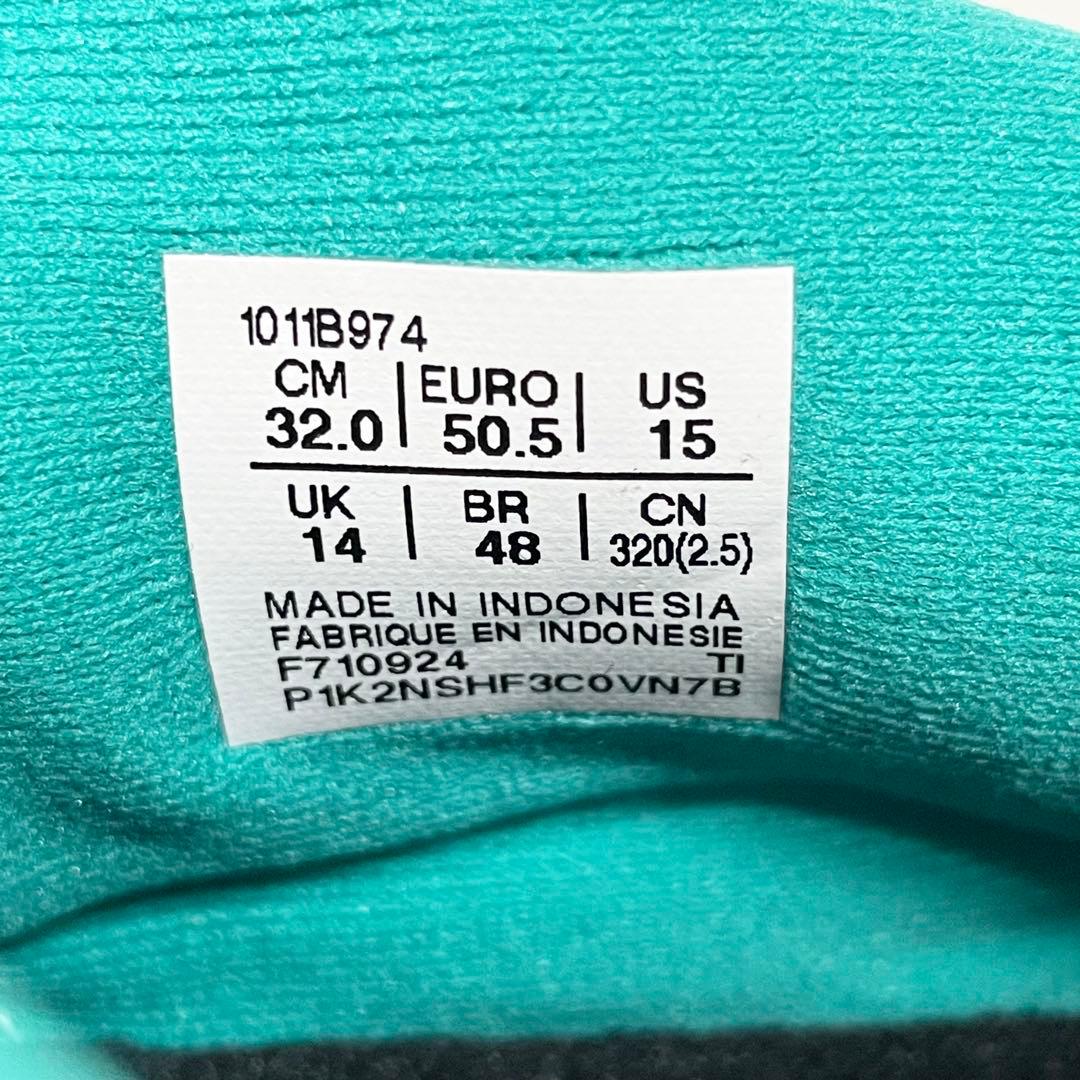 1011B974
CM | EURO | US
32.0 | 50.5 | 15
UK | BR | CN
14 | 48 | 320(2.5)
MADE IN INDONESIA
FABRIQUE EN INDONESIE
F710924 TI
P1K2NSHF3C0VN7B